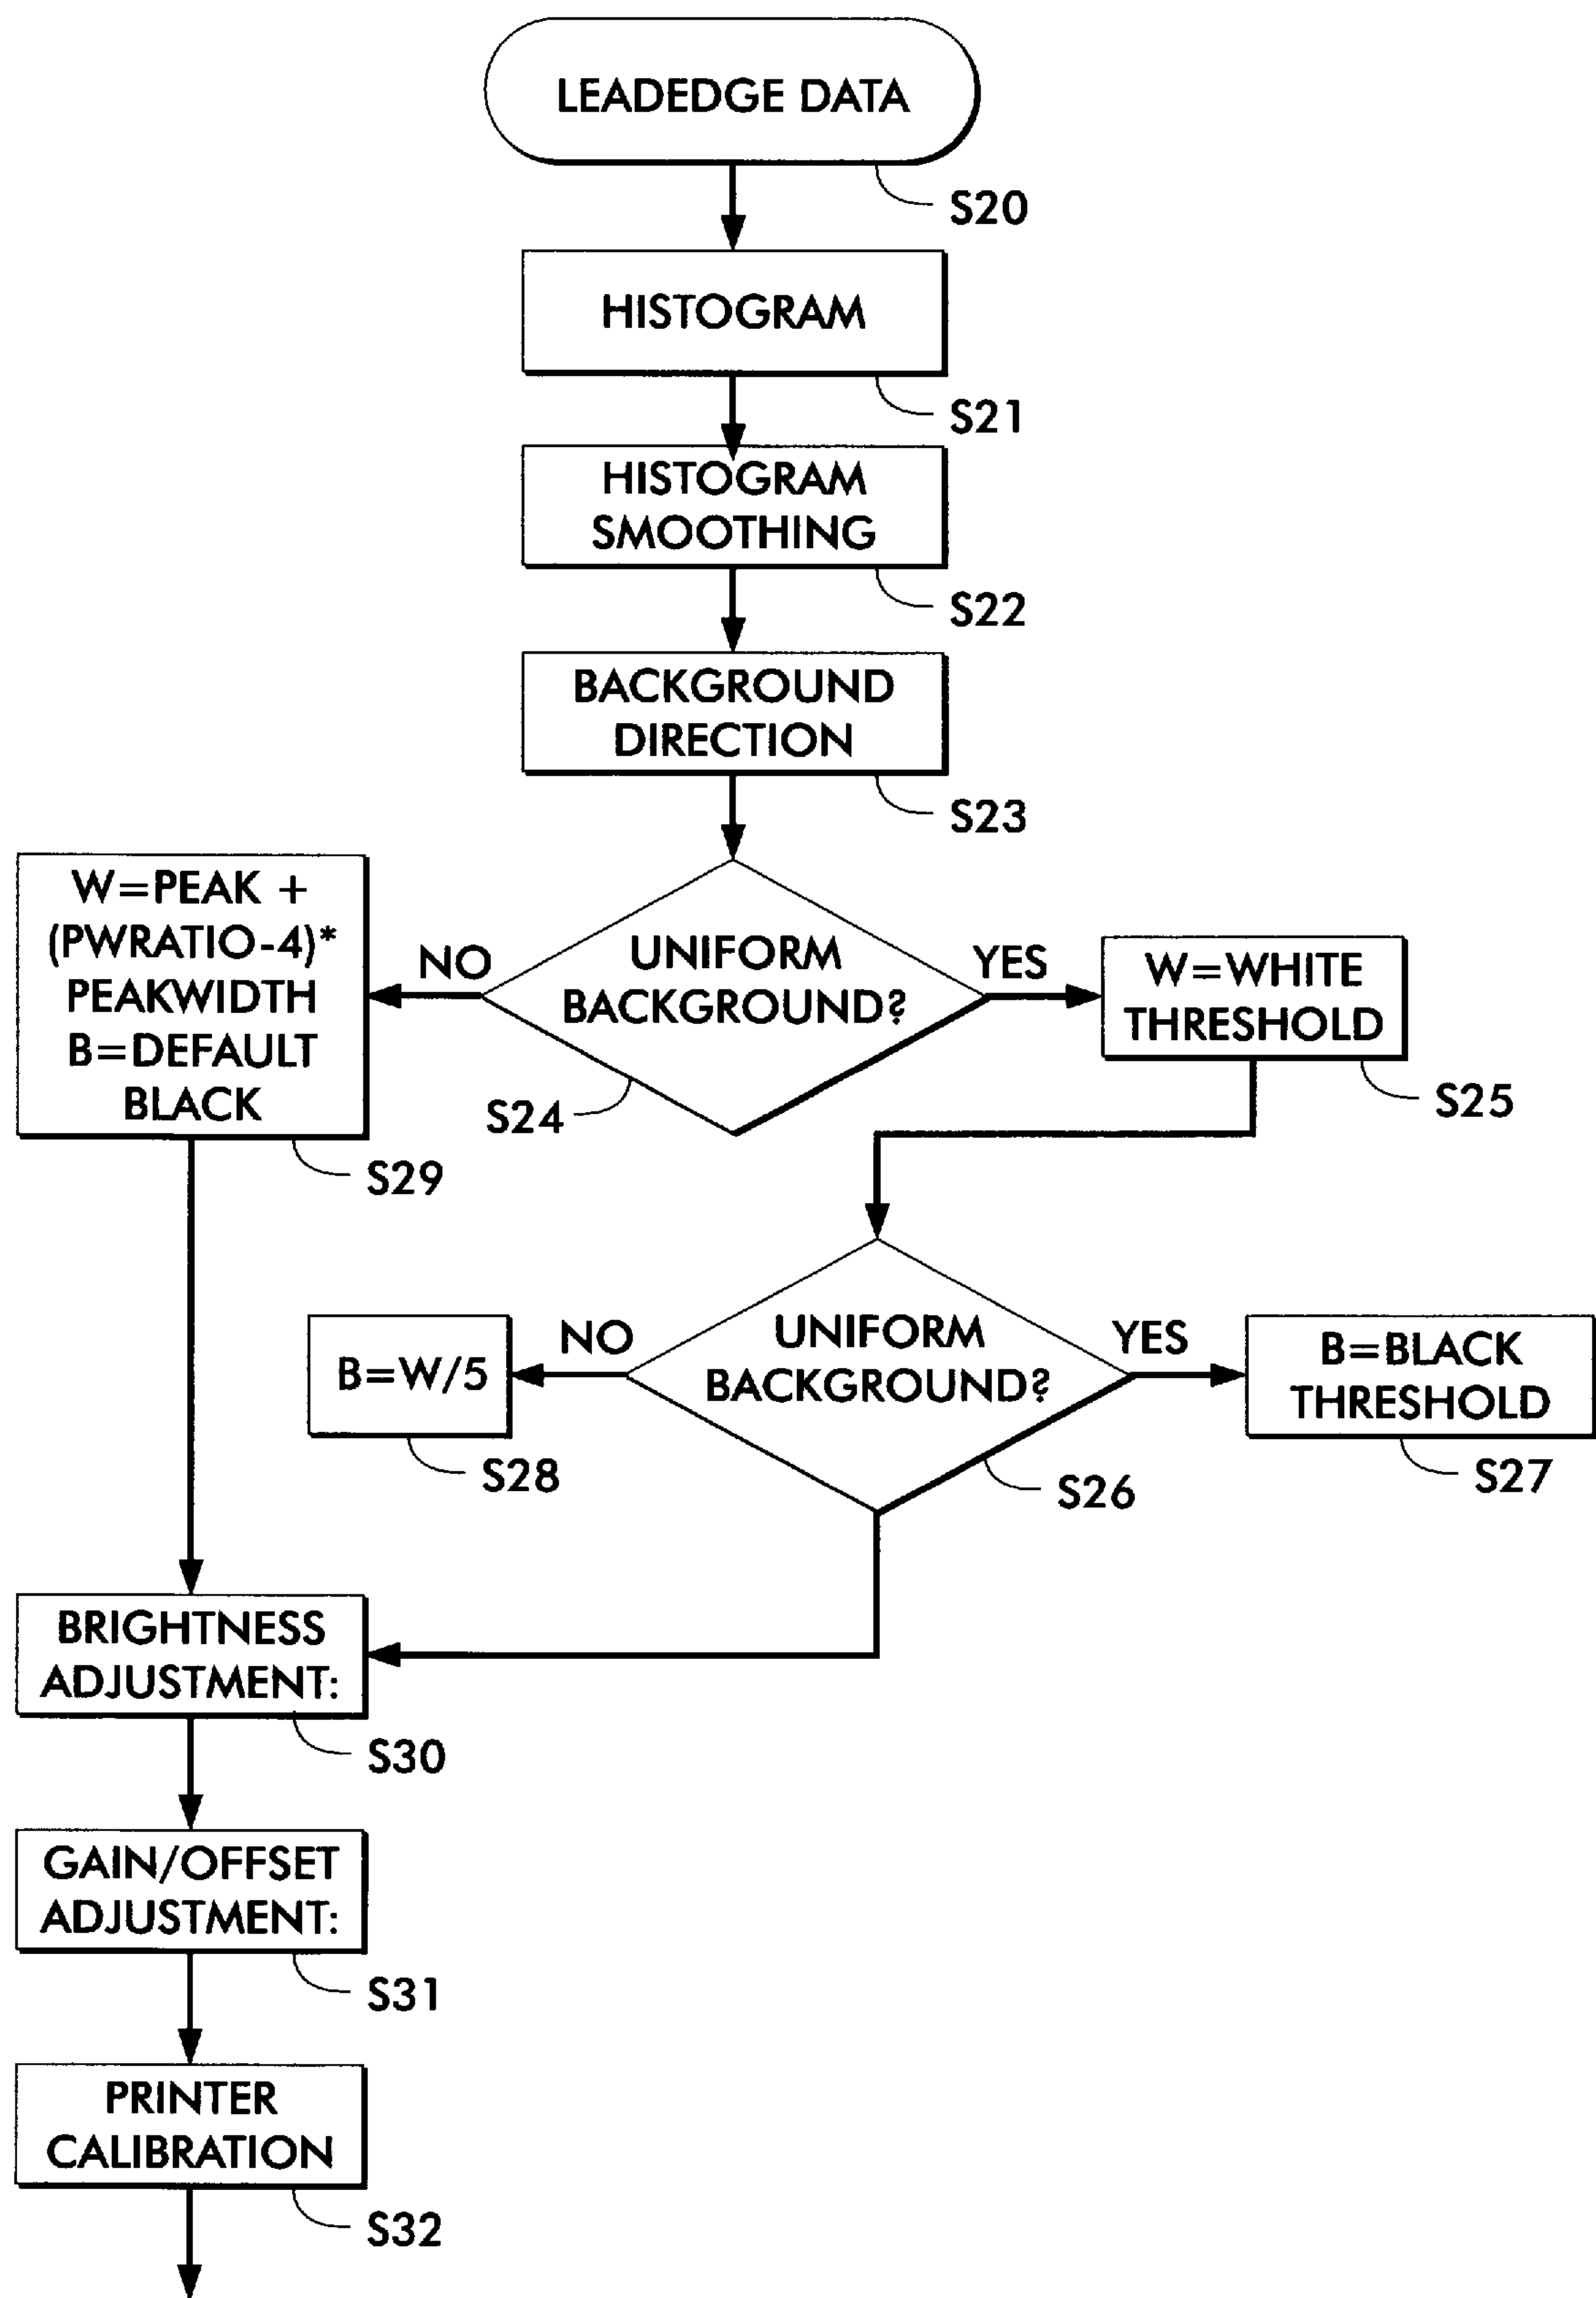 LEADEDGE DATA
S20
HISTOGRAM
S21
HISTOGRAM
SMOOTHING
S22
BACKGROUND
DIRECTION
S23
UNIFORM
BACKGROUND?
S24
NO
YES
W=PEAK +
(PWRATIO-4)*
PEAKWIDTH
B=DEFAULT
BLACK
S29
W=WHITE
THRESHOLD
S25
UNIFORM
BACKGROUND?
S26
NO
YES
B=W/5
S28
B=BLACK
THRESHOLD
S27
BRIGHTNESS
ADJUSTMENT:
S30
GAIN/OFFSET
ADJUSTMENT:
S31
PRINTER
CALIBRATION
S32